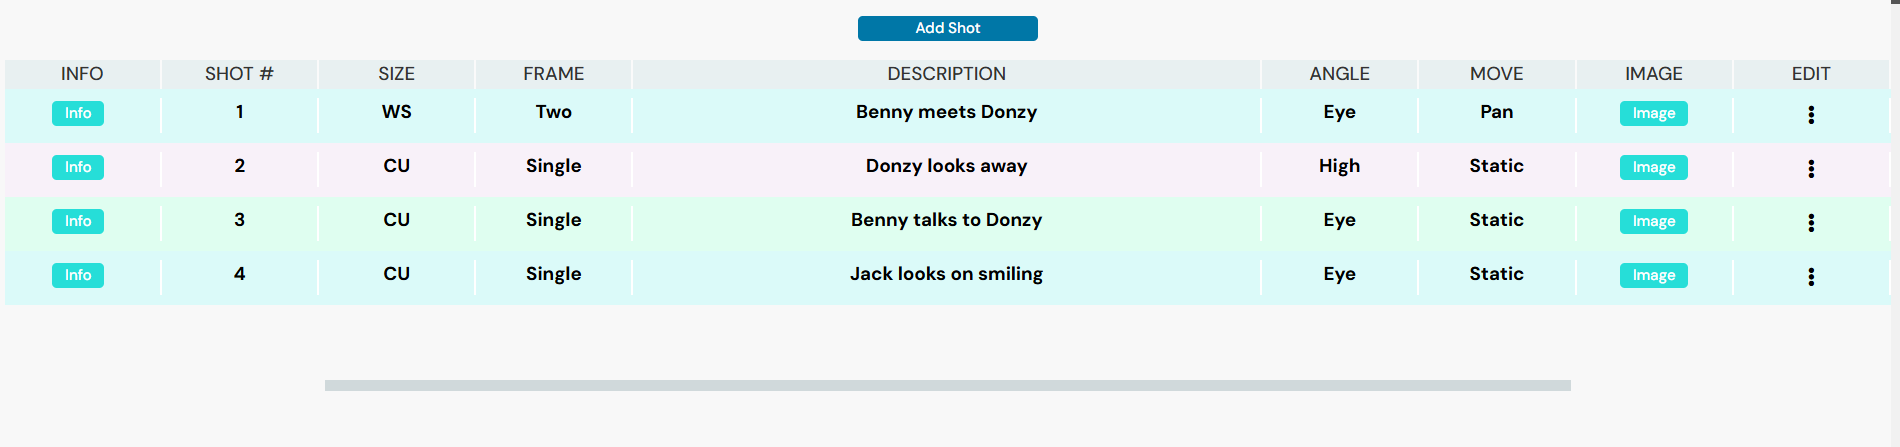 Add Shot
INFO SHOT # SIZE FRAME DESCRIPTION ANGLE MOVE IMAGE EDIT
Info 1 WS Two Benny meets Donzy Eye Pan Image
Info 2 CU Single Donzy looks away High Static Image
Info 3 CU Single Benny talks to Donzy Eye Static Image
Info 4 CU Single Jack looks on smiling Eye Static Image